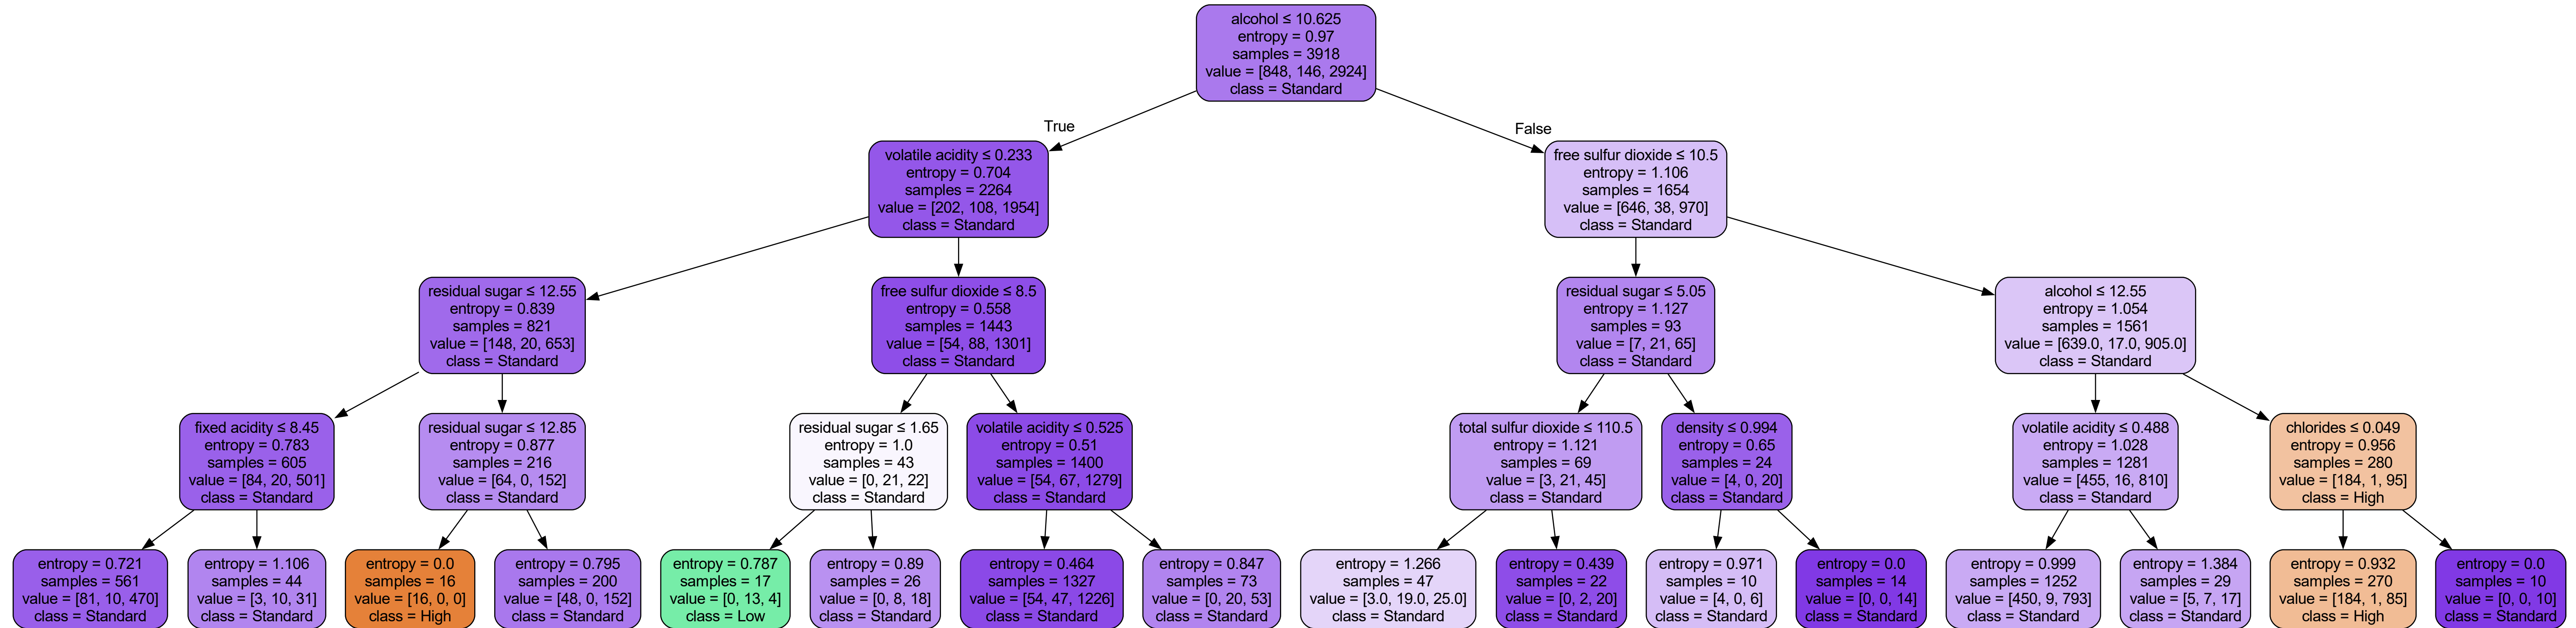 alcohol ≤ 10.625
entropy = 0.97
samples = 3918
value = [848, 146, 2924]
class = Standard
True
False
volatile acidity ≤ 0.233
entropy = 0.704
samples = 2264
value = [202, 108, 1954]
class = Standard
free sulfur dioxide ≤ 10.5
entropy = 1.106
samples = 1654
value = [646, 38, 970]
class = Standard
residual sugar ≤ 12.55
entropy = 0.839
samples = 821
value = [148, 20, 653]
class = Standard
free sulfur dioxide ≤ 8.5
entropy = 0.558
samples = 1443
value = [54, 88, 1301]
class = Standard
residual sugar ≤ 5.05
entropy = 1.127
samples = 93
value = [7, 21, 65]
class = Standard
alcohol ≤ 12.55
entropy = 1.054
samples = 1561
value = [639.0, 17.0, 905.0]
class = Standard
fixed acidity ≤ 8.45
entropy = 0.783
samples = 605
value = [84, 20, 501]
class = Standard
residual sugar ≤ 12.85
entropy = 0.877
samples = 216
value = [64, 0, 152]
class = Standard
residual sugar ≤ 1.65
entropy = 1.0
samples = 43
value = [0, 21, 22]
class = Standard
volatile acidity ≤ 0.525
entropy = 0.51
samples = 1400
value = [54, 67, 1279]
class = Standard
total sulfur dioxide ≤ 110.5
entropy = 1.121
samples = 69
value = [3, 21, 45]
class = Standard
density ≤ 0.994
entropy = 0.65
samples = 24
value = [4, 0, 20]
class = Standard
volatile acidity ≤ 0.488
entropy = 1.028
samples = 1281
value = [455, 16, 810]
class = Standard
chlorides ≤ 0.049
entropy = 0.956
samples = 280
value = [184, 1, 95]
class = High
entropy = 0.721
samples = 561
value = [81, 10, 470]
class = Standard
entropy = 1.106
samples = 44
value = [3, 10, 31]
class = Standard
entropy = 0.0
samples = 16
value = [16, 0, 0]
class = High
entropy = 0.795
samples = 200
value = [48, 0, 152]
class = Standard
entropy = 0.787
samples = 17
value = [0, 13, 4]
class = Low
entropy = 0.89
samples = 26
value = [0, 8, 18]
class = Standard
entropy = 0.464
samples = 1327
value = [54, 47, 1226]
class = Standard
entropy = 0.847
samples = 73
value = [0, 20, 53]
class = Standard
entropy = 1.266
samples = 47
value = [3.0, 19.0, 25.0]
class = Standard
entropy = 0.439
samples = 22
value = [0, 2, 20]
class = Standard
entropy = 0.971
samples = 10
value = [4, 0, 6]
class = Standard
entropy = 0.0
samples = 14
value = [0, 0, 14]
class = Standard
entropy = 0.999
samples = 1252
value = [450, 9, 793]
class = Standard
entropy = 1.384
samples = 29
value = [5, 7, 17]
class = Standard
entropy = 0.932
samples = 270
value = [184, 1, 85]
class = High
entropy = 0.0
samples = 10
value = [0, 0, 10]
class = Standard